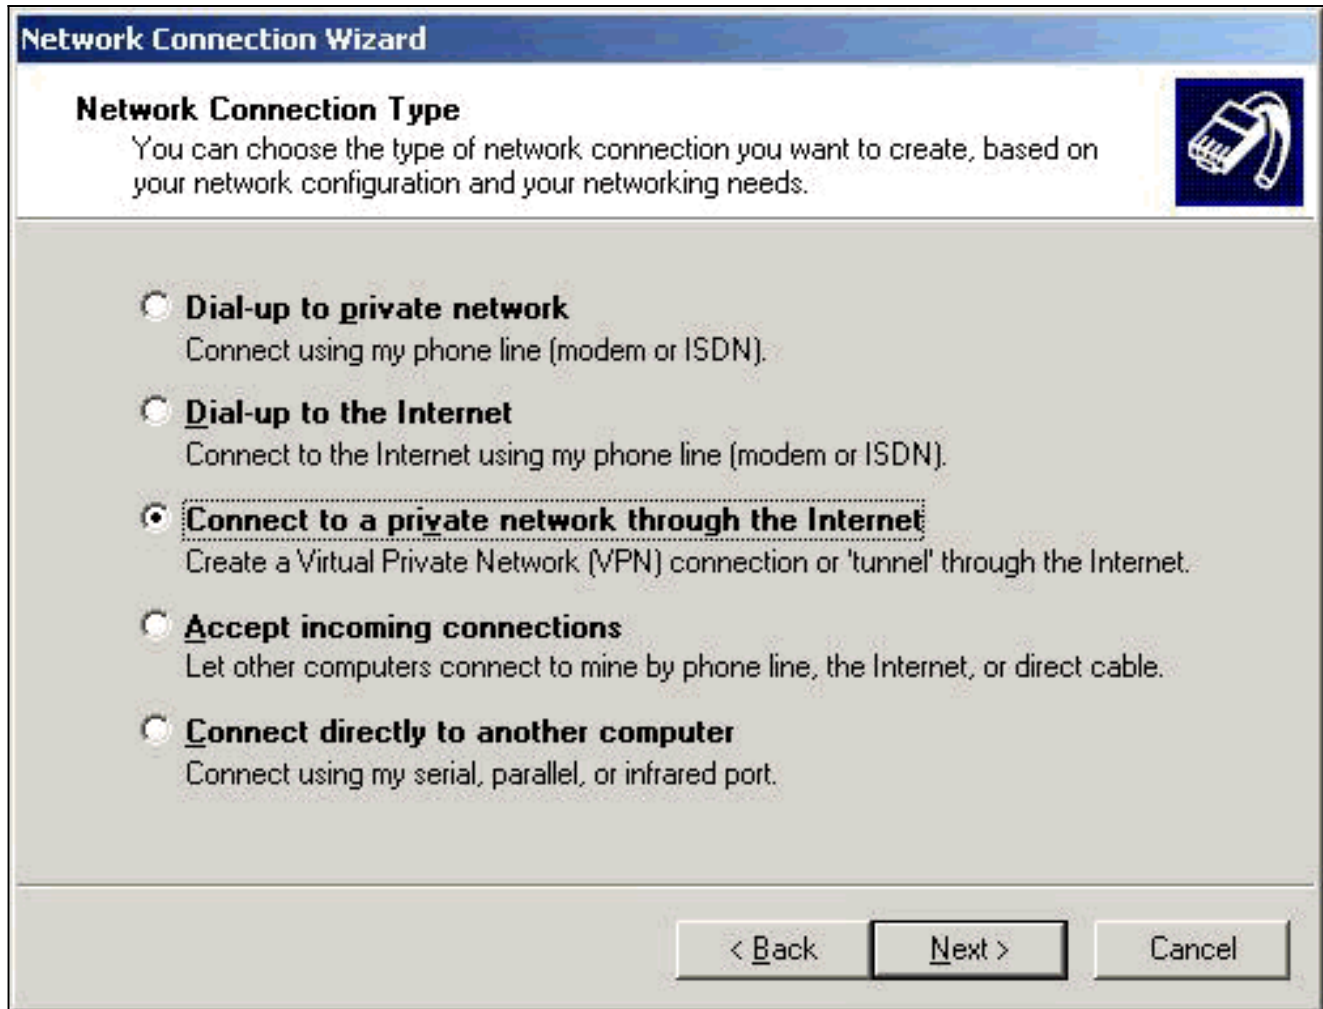 Network Connection Wizard
Network Connection Type
You can choose the type of network connection you want to create, based on
your network configuration and your networking needs.
Dial-up to private network
Connect using my phone line (modem or ISDN).
Dial-up to the Internet
Connect to the Internet using my phone line (modem or ISDN).
Connect to a private network through the Internet
Create a Virtual Private Network (VPN) connection or 'tunnel' through the Internet.
Accept incoming connections
Let other computers connect to mine by phone line, the Internet, or direct cable.
Connect directly to another computer
Connect using my serial, parallel, or infrared port.
< Back Next > Cancel